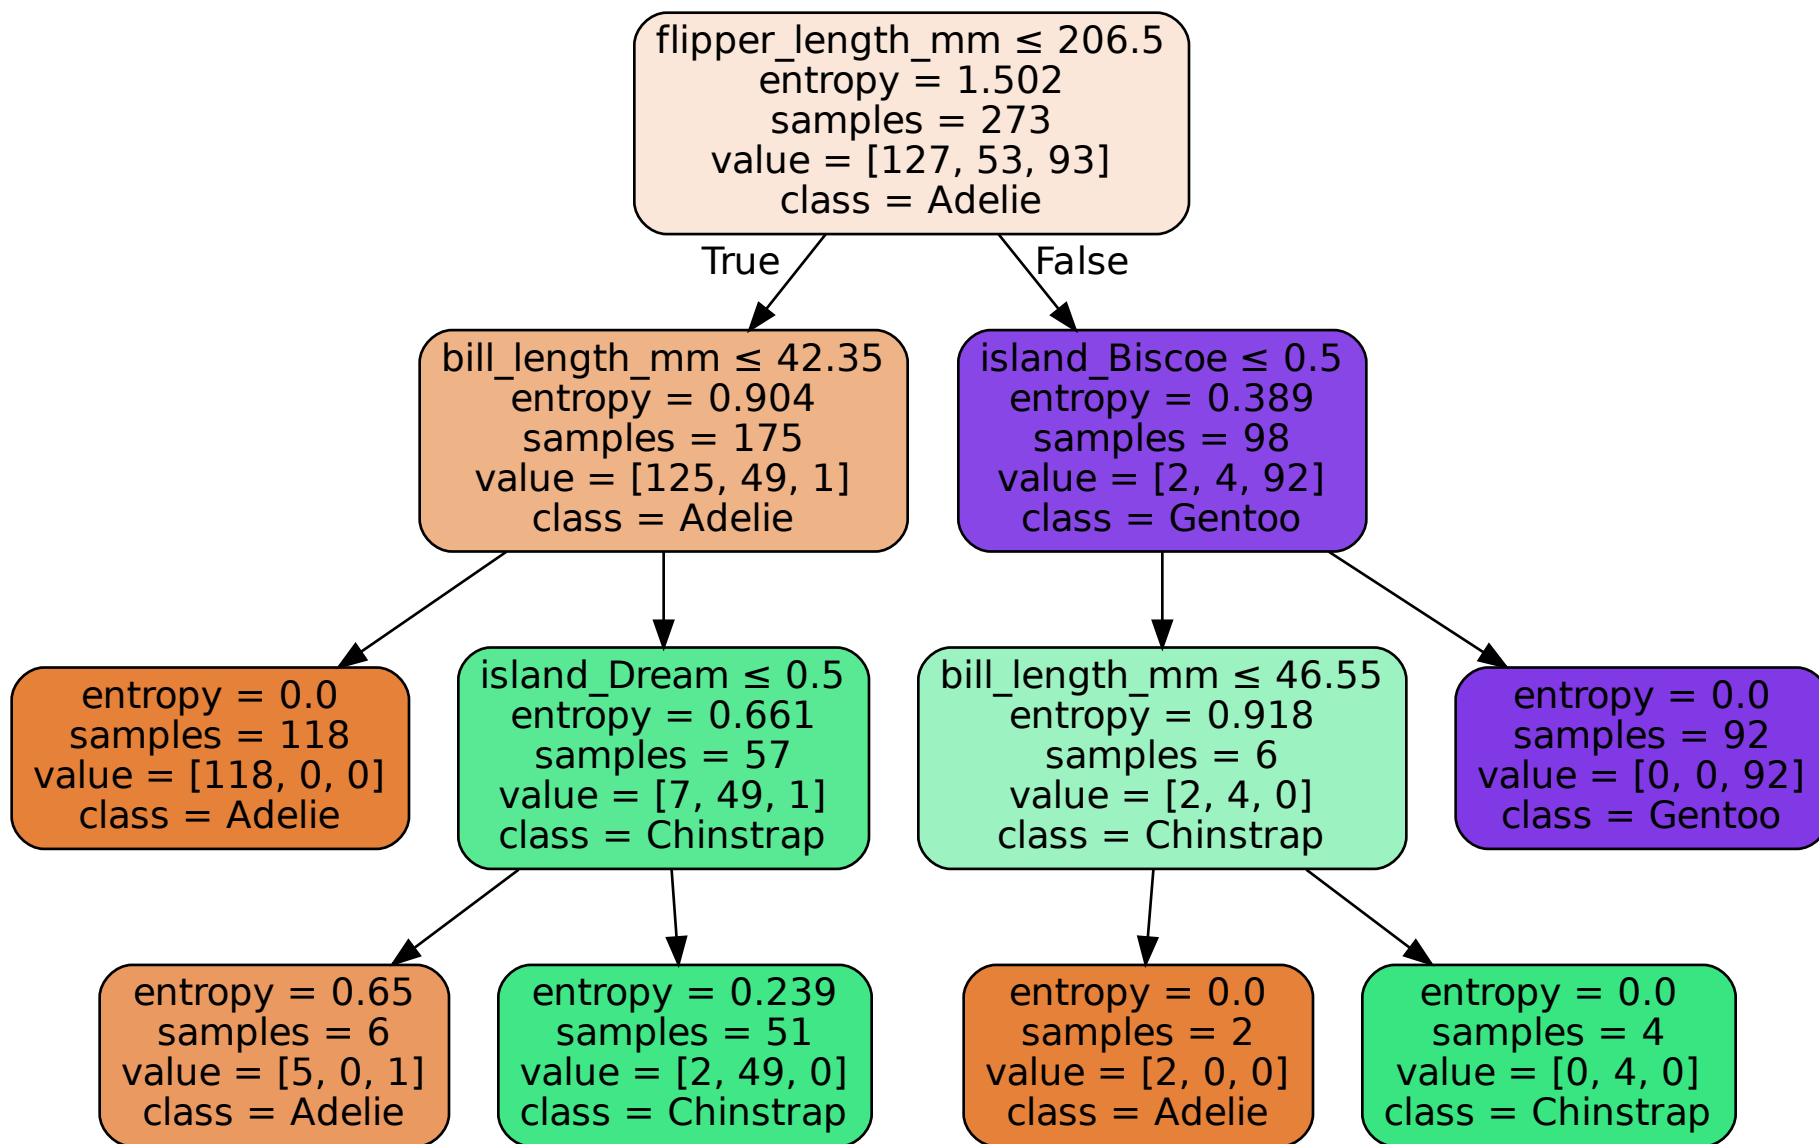 flipper_length_mm ≤ 206.5
entropy = 1.502
samples = 273
value = [127, 53, 93]
class = Adelie
True
False
bill_length_mm ≤ 42.35
entropy = 0.904
samples = 175
value = [125, 49, 1]
class = Adelie
island_Biscoe ≤ 0.5
entropy = 0.389
samples = 98
value = [2, 4, 92]
class = Gentoo
entropy = 0.0
samples = 118
value = [118, 0, 0]
class = Adelie
island_Dream ≤ 0.5
entropy = 0.661
samples = 57
value = [7, 49, 1]
class = Chinstrap
bill_length_mm ≤ 46.55
entropy = 0.918
samples = 6
value = [2, 4, 0]
class = Chinstrap
entropy = 0.0
samples = 92
value = [0, 0, 92]
class = Gentoo
entropy = 0.65
samples = 6
value = [5, 0, 1]
class = Adelie
entropy = 0.239
samples = 51
value = [2, 49, 0]
class = Chinstrap
entropy = 0.0
samples = 2
value = [2, 0, 0]
class = Adelie
entropy = 0.0
samples = 4
value = [0, 4, 0]
class = Chinstrap